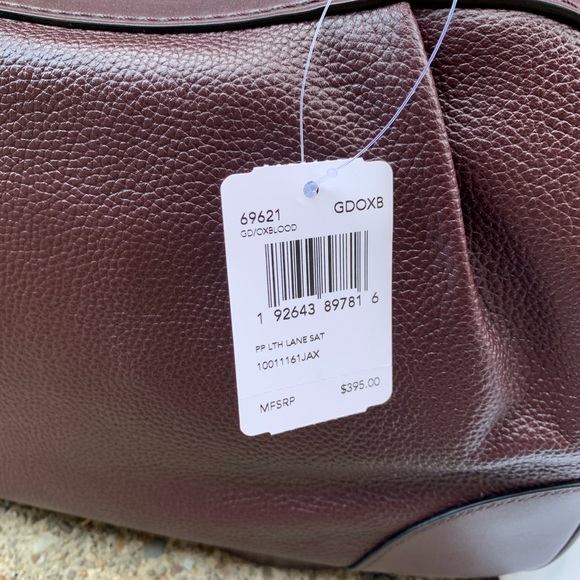 69621 GDOXB
GD/OXBLOOD
1 92643 89781 6
PP LTH LANE SAT
10011161JAX
MFSRP $395.00